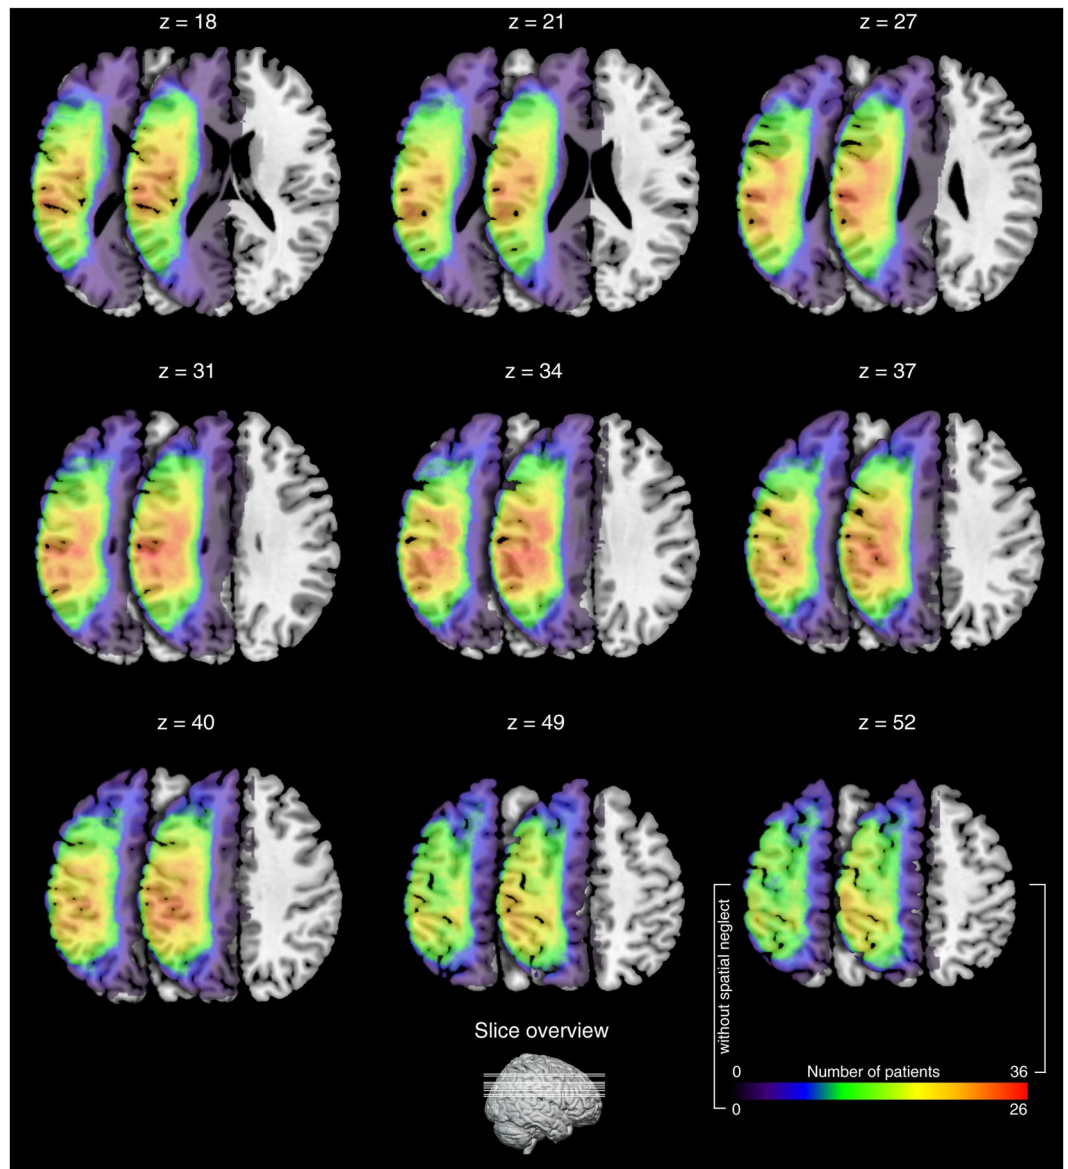 z = 18
z = 21
z = 27
z = 31
z = 34
z = 37
z = 40
z = 49
z = 52
Slice overview
without spatial neglect
0 Number of patients 36
0 26